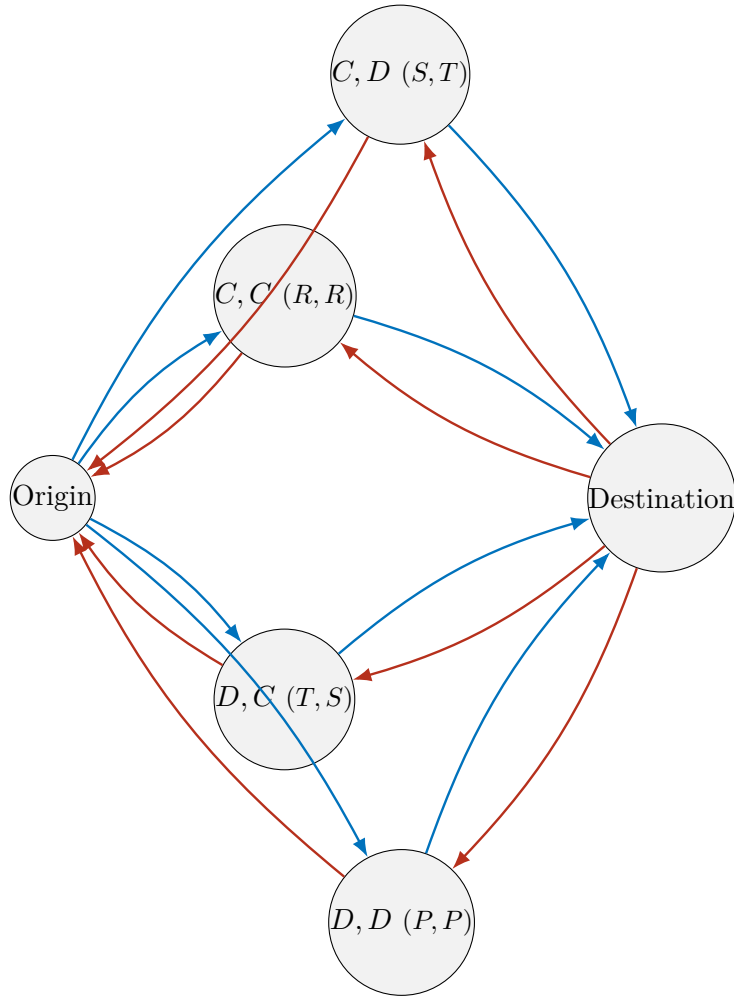 C, D (S, T)
C, C (R, R)
Origin
Destination
D, C (T, S)
D, D (P, P)